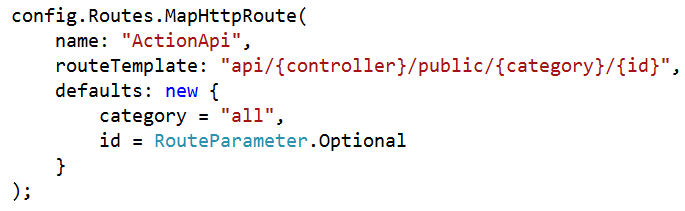 config.Routes.MapHttpRoute(
    name: "ActionApi",
    routeTemplate: "api/{controller}/public/{category}/{id}",
    defaults: new {
        category = "all",
        id = RouteParameter.Optional
    }
);